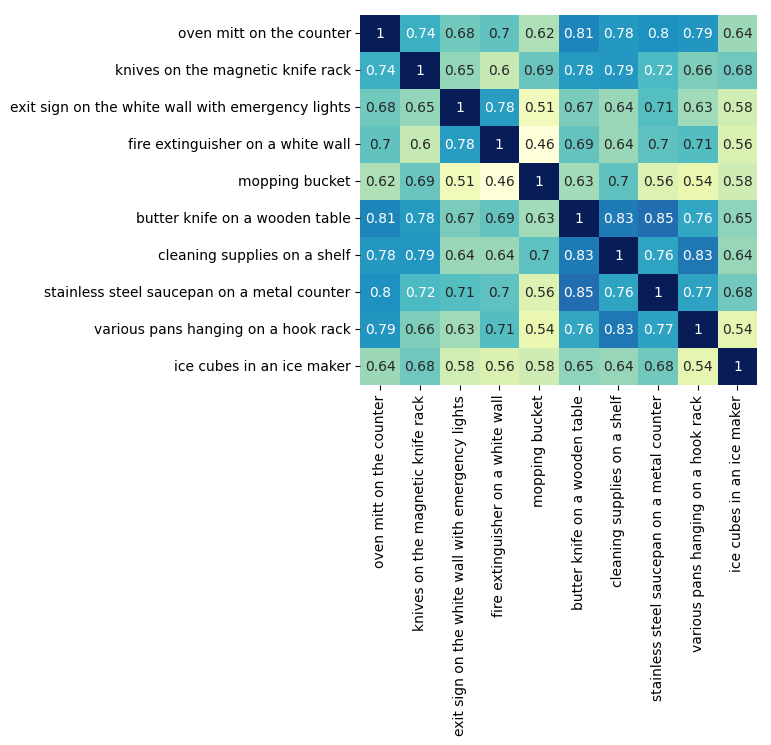 oven mitt on the counter 1 0.74 0.68 0.7 0.62 0.81 0.78 0.8 0.79 0.64
knives on the magnetic knife rack 0.74 1 0.65 0.6 0.69 0.78 0.79 0.72 0.66 0.68
exit sign on the white wall with emergency lights 0.68 0.65 1 0.78 0.51 0.67 0.64 0.71 0.63 0.58
fire extinguisher on a white wall 0.7 0.6 0.78 1 0.46 0.69 0.64 0.7 0.71 0.56
mopping bucket 0.62 0.69 0.51 0.46 1 0.63 0.7 0.56 0.54 0.58
butter knife on a wooden table 0.81 0.78 0.67 0.69 0.63 1 0.83 0.85 0.76 0.65
cleaning supplies on a shelf 0.78 0.79 0.64 0.64 0.7 0.83 1 0.76 0.83 0.64
stainless steel saucepan on a metal counter 0.8 0.72 0.71 0.7 0.56 0.85 0.76 1 0.77 0.68
various pans hanging on a hook rack 0.79 0.66 0.63 0.71 0.54 0.76 0.83 0.77 1 0.54
ice cubes in an ice maker 0.64 0.68 0.58 0.56 0.58 0.65 0.64 0.68 0.54 1
oven mitt on the counter
knives on the magnetic knife rack
exit sign on the white wall with emergency lights
fire extinguisher on a white wall
mopping bucket
butter knife on a wooden table
cleaning supplies on a shelf
stainless steel saucepan on a metal counter
various pans hanging on a hook rack
ice cubes in an ice maker